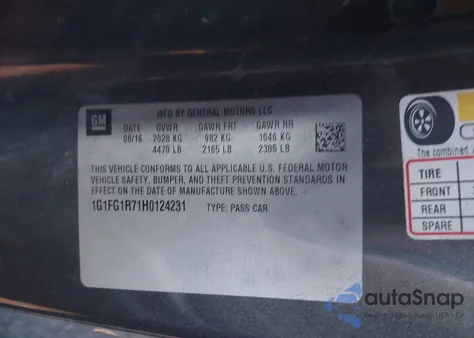 GM
MFD BY GENERAL MOTORS LLC
DATE GVWR GAWR FRT GAWR RR
08/16 2028 KG 982 KG 1046 KG
4470 LB 2165 LB 2305 LB
THIS VEHICLE CONFORMS TO ALL APPLICABLE U.S. FEDERAL MOTOR
VEHICLE SAFETY, BUMPER, AND THEFT PREVENTION STANDARDS IN
EFFECT ON THE DATE OF MANUFACTURE SHOWN ABOVE.
1G1FG1R71H0124231 TYPE: PASS CAR
The combined
TIRE
FRONT
REAR
SPARE
autoSnap